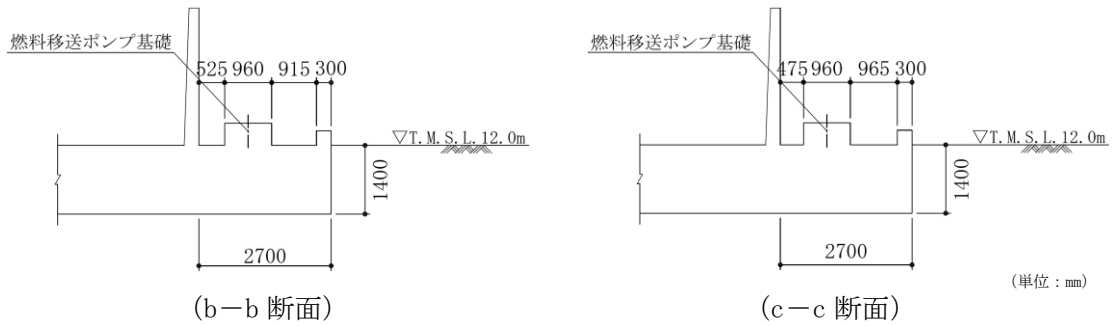 燃料移送ポンプ基礎
525 960 915 300
▽T.M.S.L.12.0m
1400
2700
(b-b 断面)
燃料移送ポンプ基礎
475 960 965 300
▽T.M.S.L.12.0m
1400
2700
(c-c 断面)
(単位：mm)